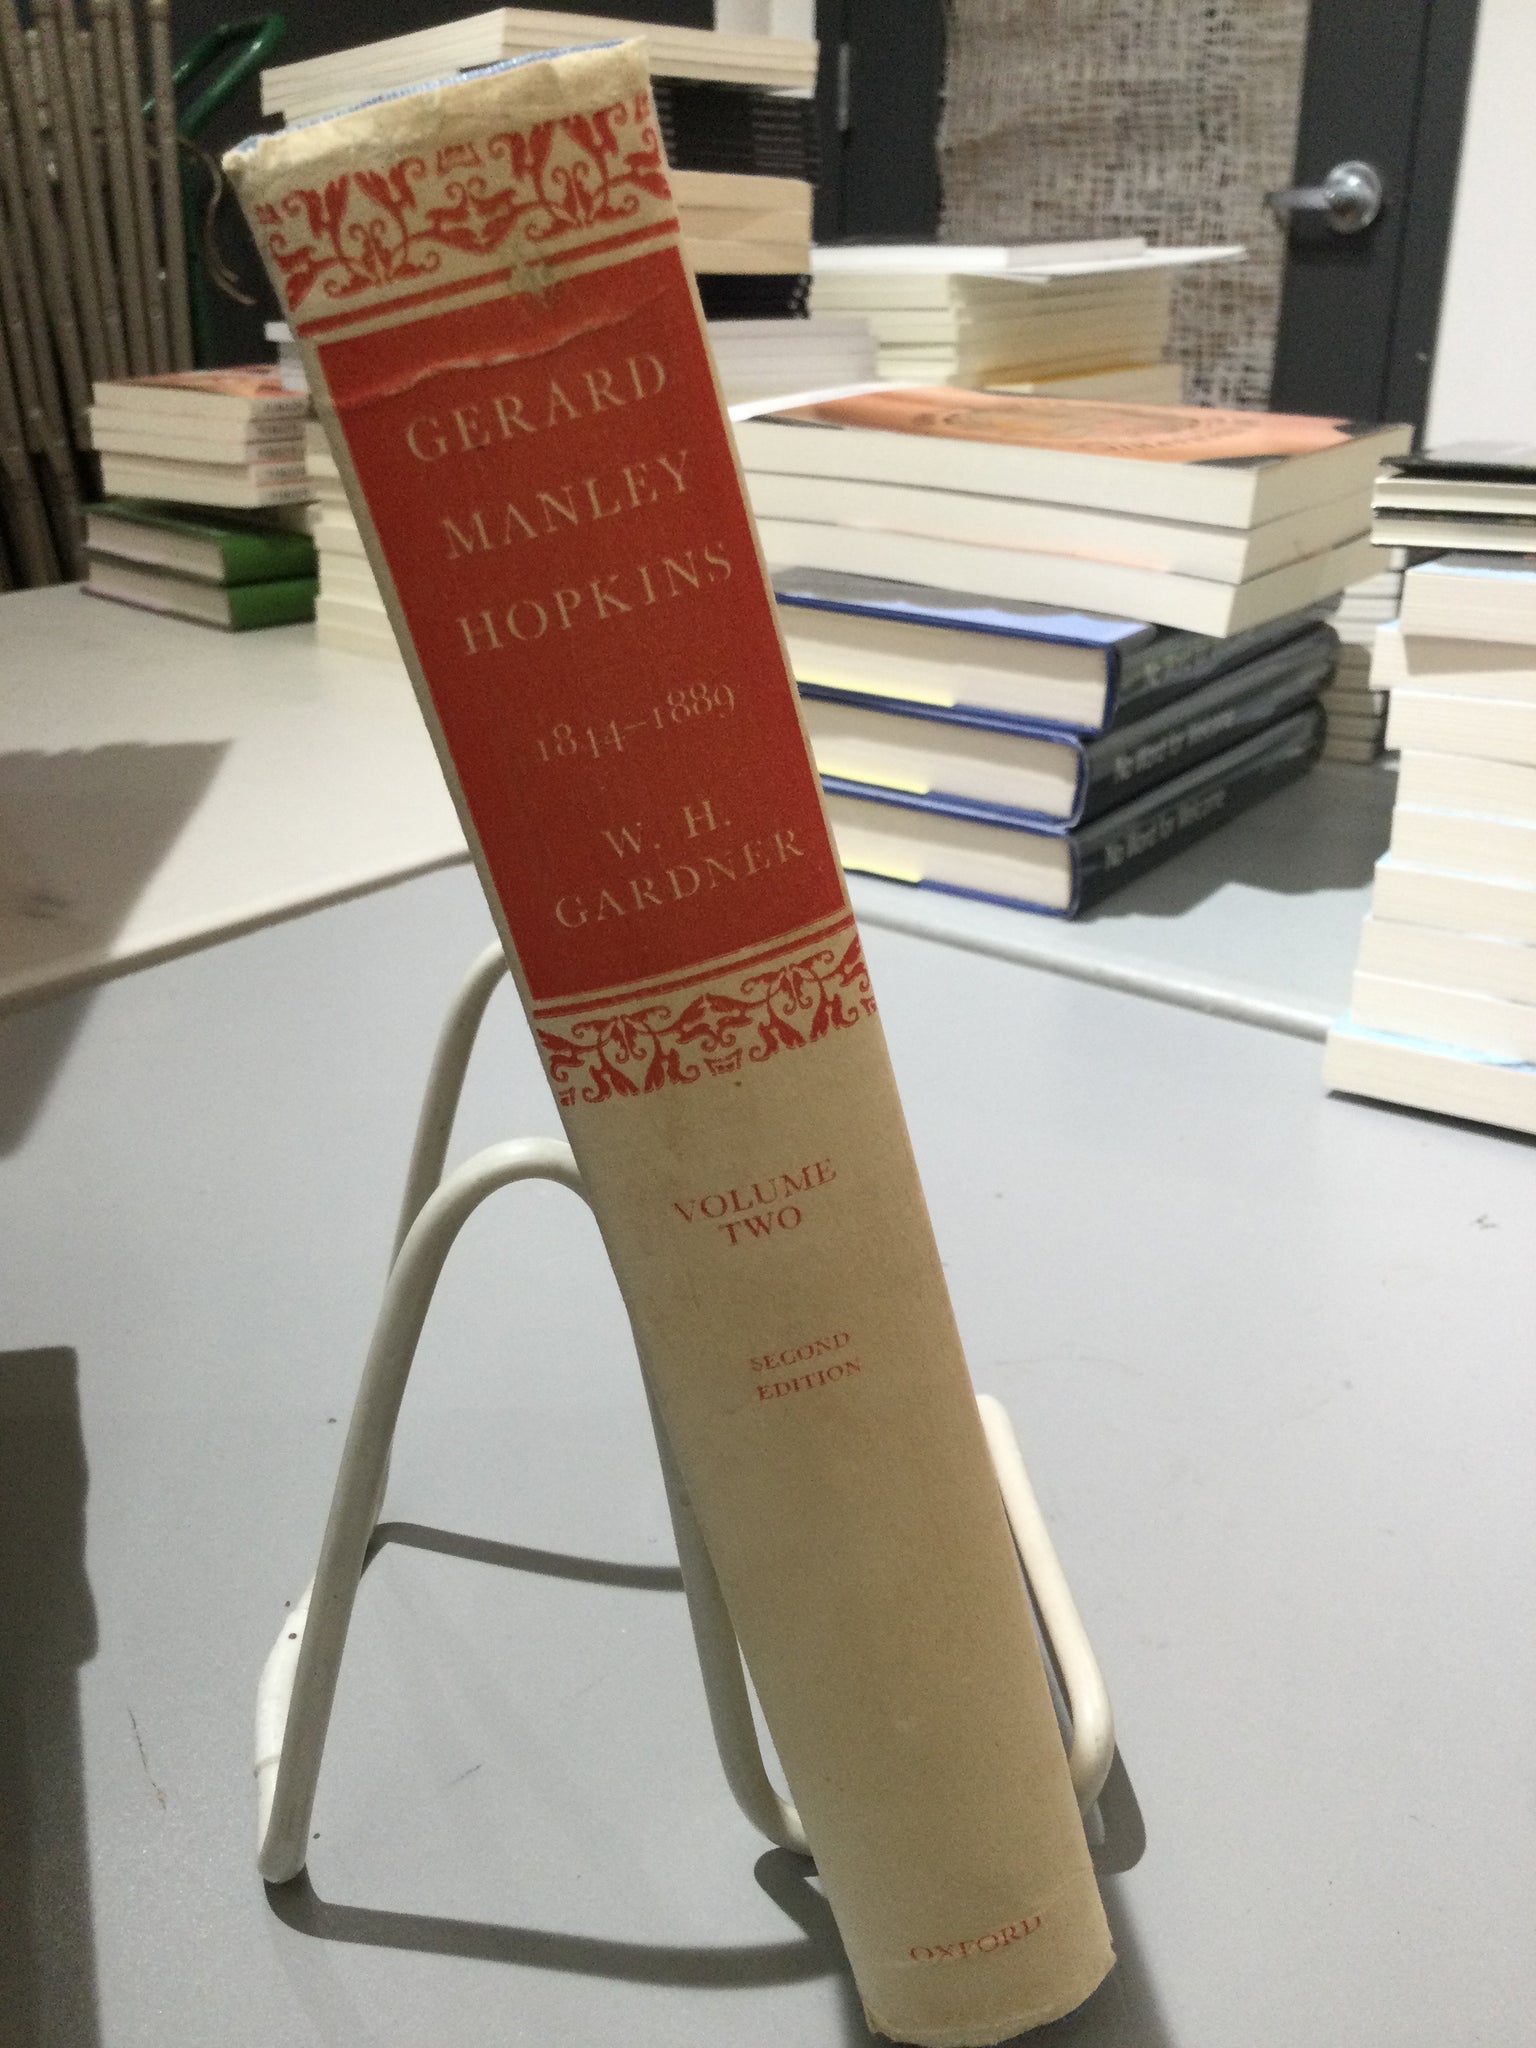 GERARD
MANLEY
HOPKINS
1844–1889
W. H.
GARDNER
VOLUME
TWO
SECOND
EDITION
OXFORD